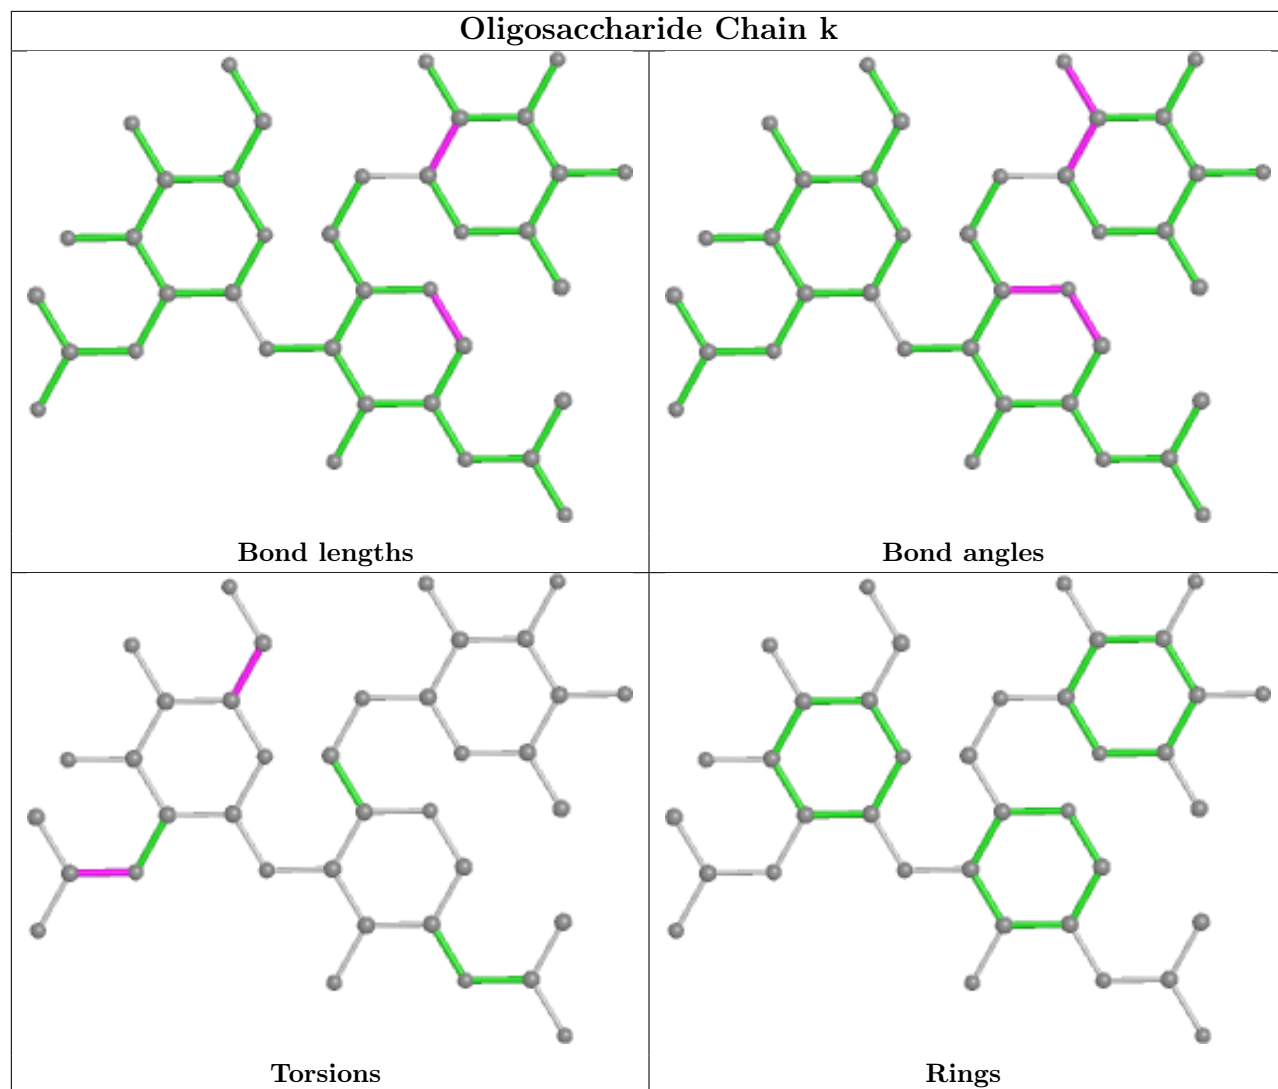 Oligosaccharide Chain k
Bond lengths
Bond angles
Torsions
Rings